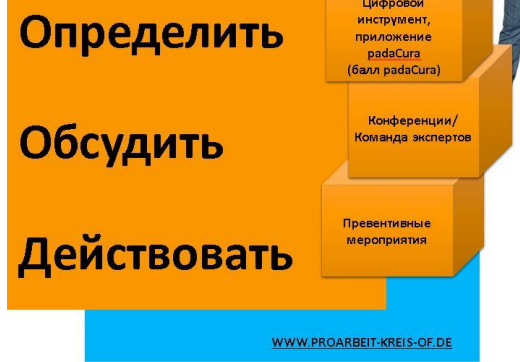 Определить
Цифровой
инструмент,
приложение
padaCura
(балл padaCura)
Обсудить
Конференции/
Команда экспертов
Действовать
Превентивные
мероприятия
WWW.PROARBEIT-KREIS-OF.DE